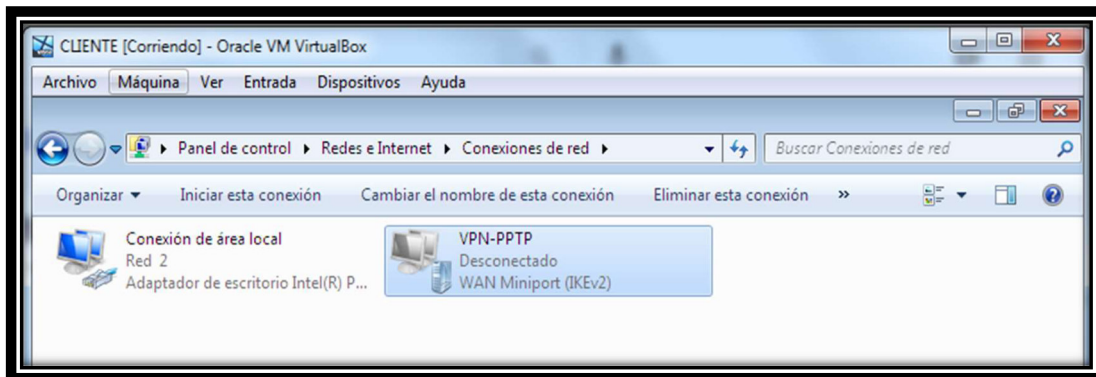 CLIENTE [Corriendo] - Oracle VM VirtualBox
Archivo Máquina Ver Entrada Dispositivos Ayuda
Panel de control Redes e Internet Conexiones de red Buscar Conexiones de red
Organizar Iniciar esta conexión Cambiar el nombre de esta conexión Eliminar esta conexión »
Conexión de área local
Red 2
Adaptador de escritorio Intel(R) P...
VPN-PPTP
Desconectado
WAN Miniport (IKEv2)